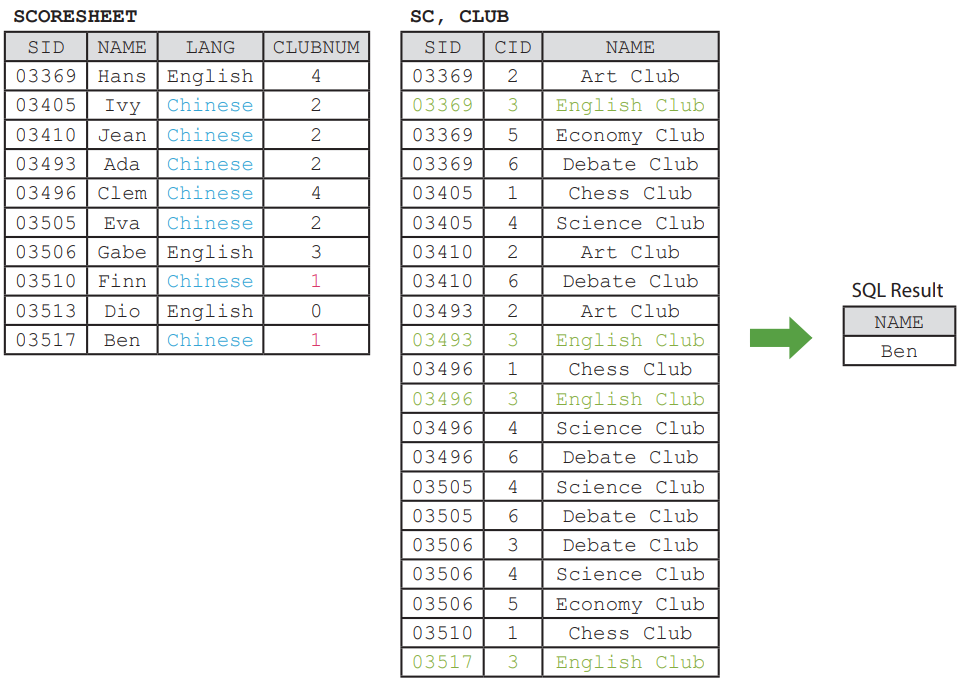 SCORESHEET
SID NAME LANG CLUBNUM
03369 Hans English 4
03405 Ivy Chinese 2
03410 Jean Chinese 2
03493 Ada Chinese 2
03496 Clem Chinese 4
03505 Eva Chinese 2
03506 Gabe English 3
03510 Finn Chinese 1
03513 Dio English 0
03517 Ben Chinese 1
SC, CLUB
SID CID NAME
03369 2 Art Club
03369 3 English Club
03369 5 Economy Club
03369 6 Debate Club
03405 1 Chess Club
03405 4 Science Club
03410 2 Art Club
03410 6 Debate Club
03493 2 Art Club
03493 3 English Club
03496 1 Chess Club
03496 3 English Club
03496 4 Science Club
03496 6 Debate Club
03505 4 Science Club
03505 6 Debate Club
03506 3 Debate Club
03506 4 Science Club
03506 5 Economy Club
03510 1 Chess Club
03517 3 English Club
SQL Result
NAME
Ben